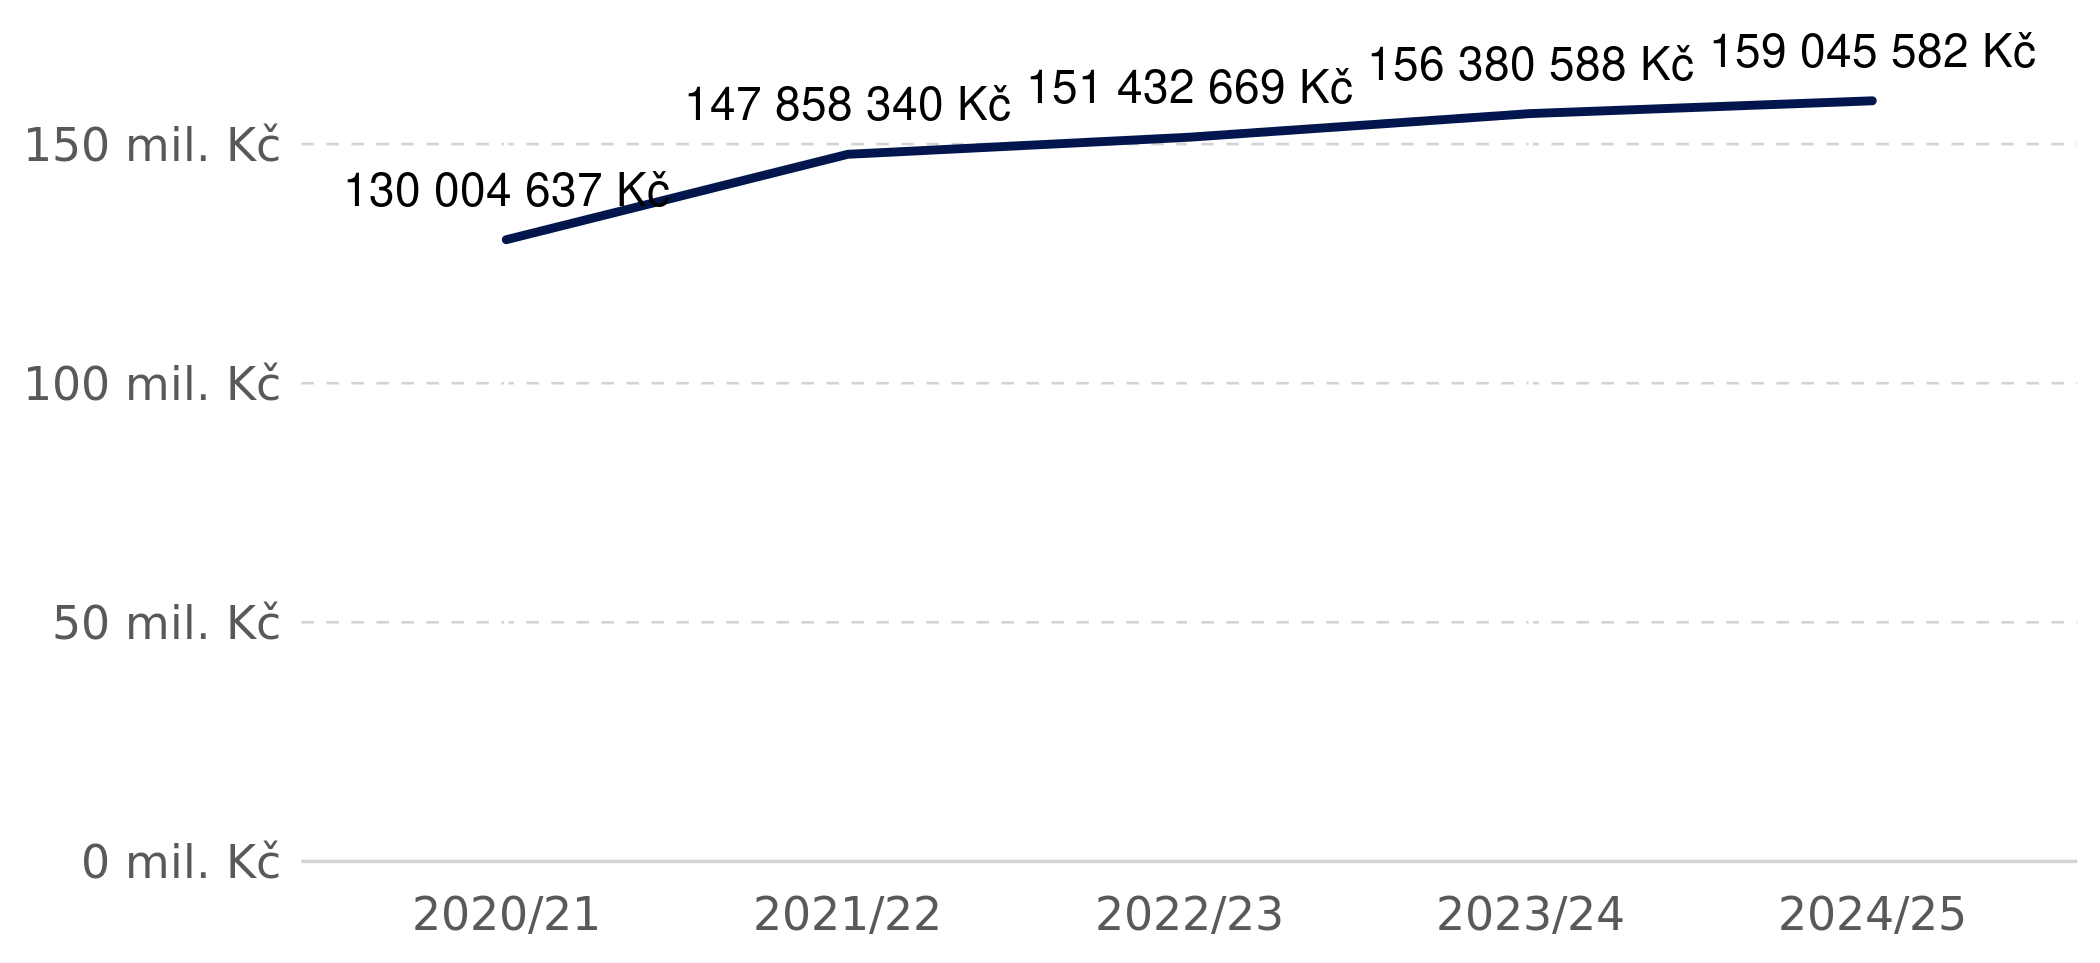 159 045 582 Kč
156 380 588 Kč
151 432 669 Kč
147 858 340 Kč
150 mil. Kč
130 004 637 Kč
100 mil. Kč
50 mil. Kč
0 mil. Kč
2020/21 2021/22 2022/23 2023/24 2024/25